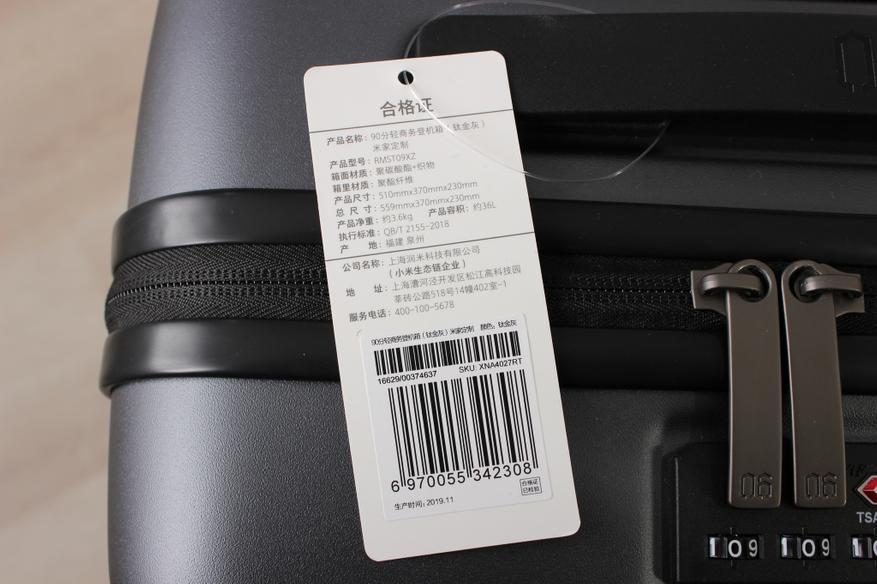 合格证
产品名称：90分轻商务登机箱（钛金灰）
米家定制
产品型号：RMST09XZ
箱面材质：聚碳酸酯+织物
箱里材质：聚酯纤维
产品尺寸：510mmx370mmx230mm
总 尺 寸：559mmx370mmx230mm
产品净重：约3.6kg 产品容积：约36L
执行标准：QB/T 2155-2018
产 地：福建 泉州
公司名称：上海润米科技有限公司
（小米生态链企业）
地 址：上海漕河泾开发区松江高科技园
莘砖公路518号14幢402室-1
服务电话：400-100-5678
90分轻商务登机箱（钛金灰）米家定制 颜色：钛金灰
16629/00374637 SKU: XNA4027RT
6 970055 342308
生产时间：2019.11
合格证
已检验
90 90
TSA
109 109